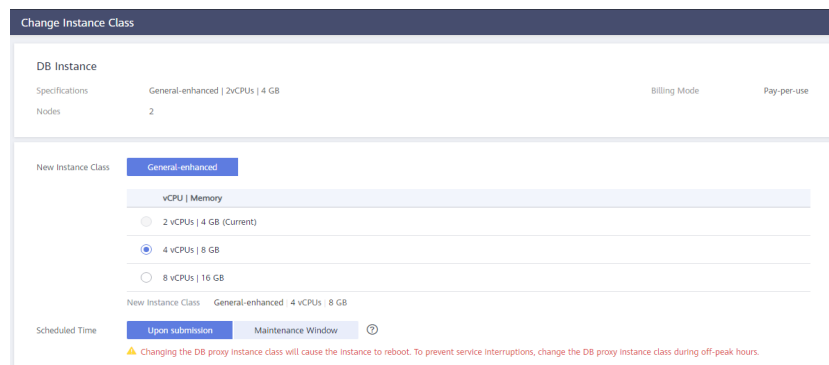 Change Instance Class
DB Instance
Specifications General-enhanced | 2vCPUs | 4 GB Billing Mode Pay-per-use
Nodes 2
New Instance Class General-enhanced
vCPU | Memory
2 vCPUs | 4 GB (Current)
4 vCPUs | 8 GB
8 vCPUs | 16 GB
New Instance Class General-enhanced | 4 vCPUs | 8 GB
Scheduled Time Upon submission Maintenance Window ?
Changing the DB proxy instance class will cause the instance to reboot. To prevent service interruptions, change the DB proxy instance class during off-peak hours.